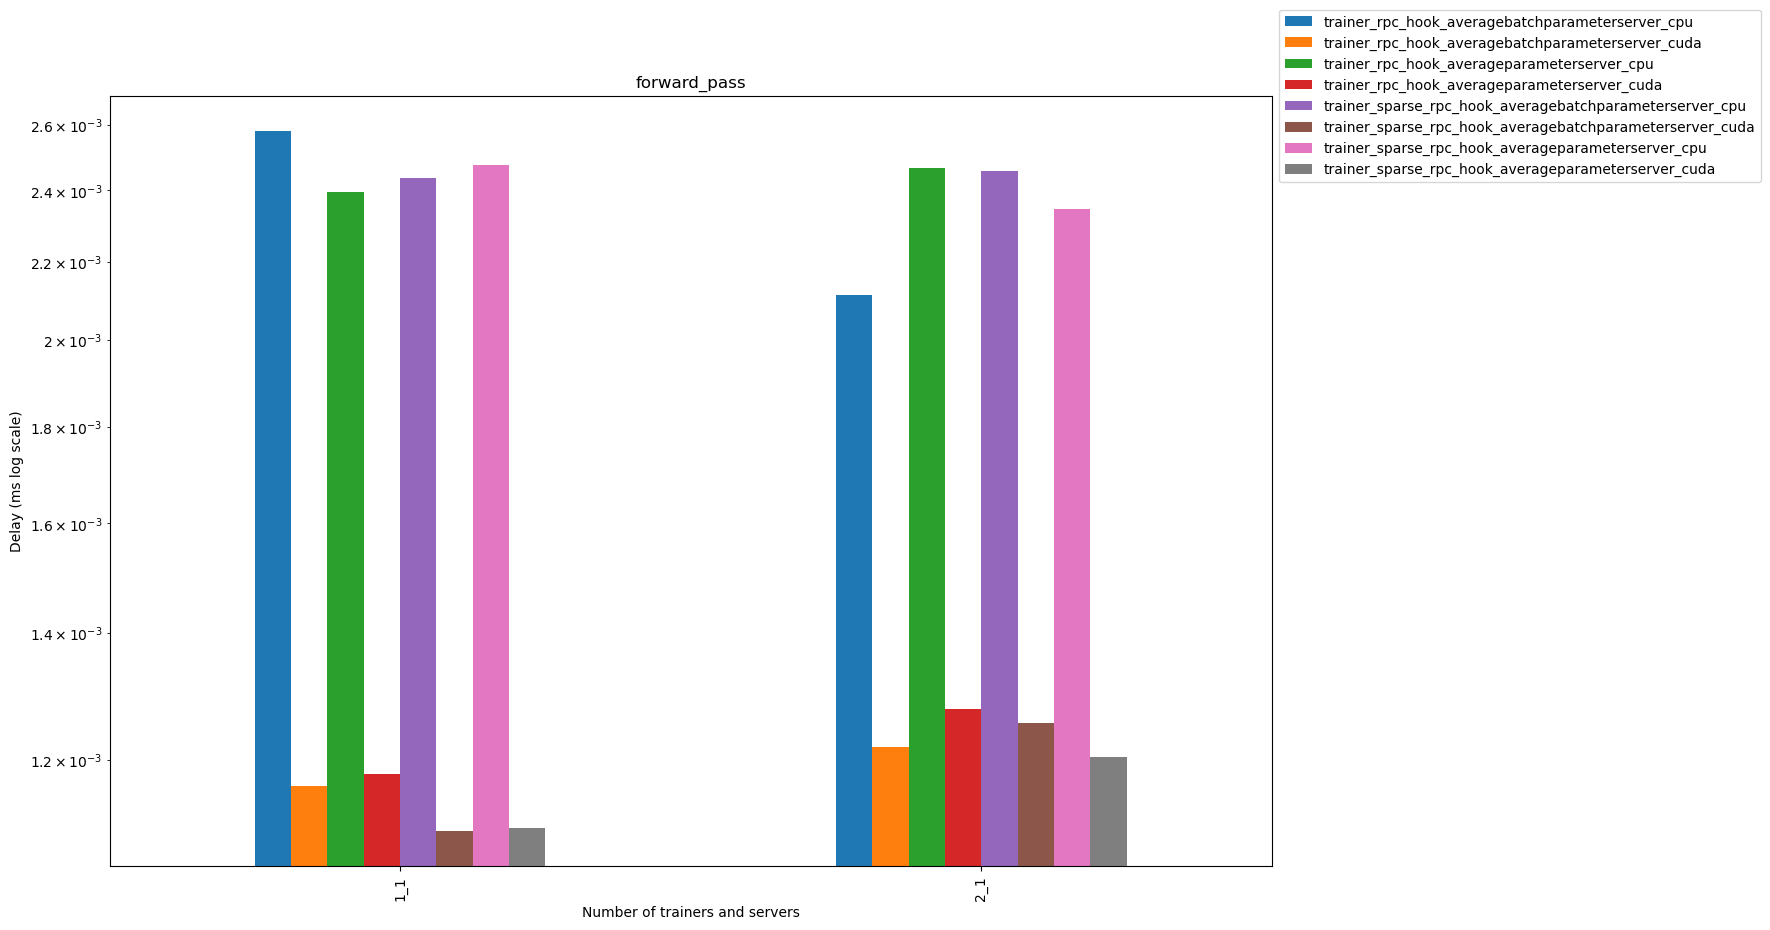 trainer_rpc_hook_averagebatchparameterserver_cpu
trainer_rpc_hook_averagebatchparameterserver_cuda
trainer_rpc_hook_averageparameterserver_cpu
trainer_rpc_hook_averageparameterserver_cuda
trainer_sparse_rpc_hook_averagebatchparameterserver_cpu
trainer_sparse_rpc_hook_averagebatchparameterserver_cuda
trainer_sparse_rpc_hook_averageparameterserver_cpu
trainer_sparse_rpc_hook_averageparameterserver_cuda
forward_pass
2.6 × 10⁻³
2.4 × 10⁻³
2.2 × 10⁻³
2 × 10⁻³
1.8 × 10⁻³
1.6 × 10⁻³
1.4 × 10⁻³
1.2 × 10⁻³
Delay (ms log scale)
1_1
2_1
Number of trainers and servers